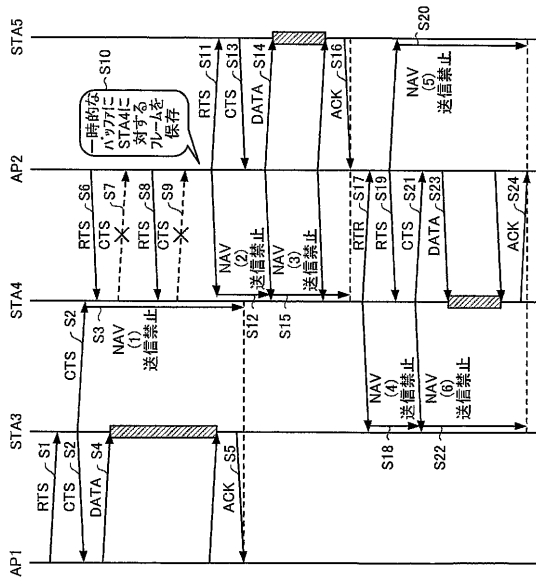 AP1
STA3
STA4
AP2
STA5
RTS S1
CTS S2
CTS S2
DATA S4
S3
NAV
(1)
送信禁止
ACK S5
RTS S6
CTS S7
RTS S8
CTS S9
S10
一時的な
バッファに
STA4に
対する
フレームを
保存
RTS S11
NAV
(2)
送信禁止
S12
CTS S13
DATA S14
NAV
(3)
送信禁止
S15
ACK S16
RTR S17
NAV
(4)
送信禁止
S18
RTS S19
S20
NAV
(5)
送信禁止
CTS S21
NAV
(6)
送信禁止
S22
DATA S23
ACK S24